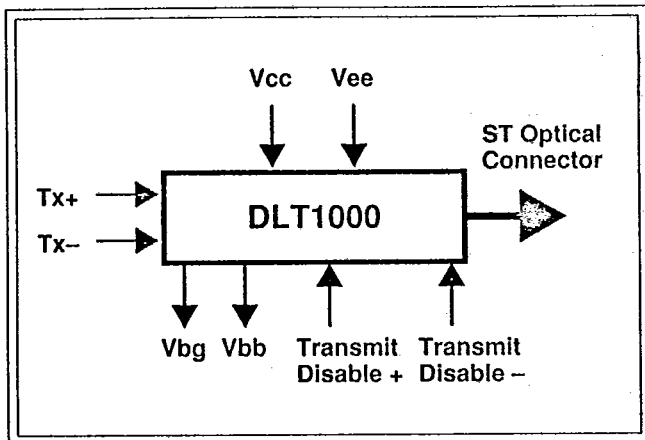 Vcc Vee
ST Optical
Connector
Tx+
DLT1000
Tx–
Vbg Vbb Transmit Transmit
Disable + Disable –